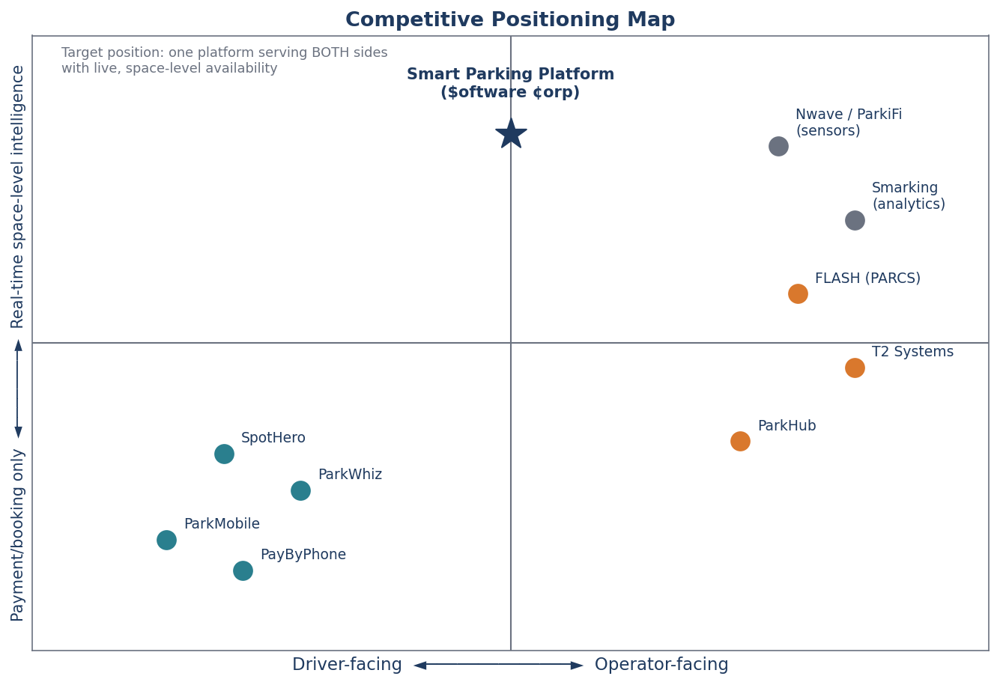 Competitive Positioning Map
Target position: one platform serving BOTH sides
with live, space-level availability
Smart Parking Platform
($oftware ¢orp)
Nwave / ParkiFi
(sensors)
Smarking
(analytics)
FLASH (PARCS)
T2 Systems
ParkHub
SpotHero
ParkWhiz
ParkMobile
PayByPhone
Payment/booking only ◄──────► Real-time space-level intelligence
Driver-facing ◄──────────► Operator-facing